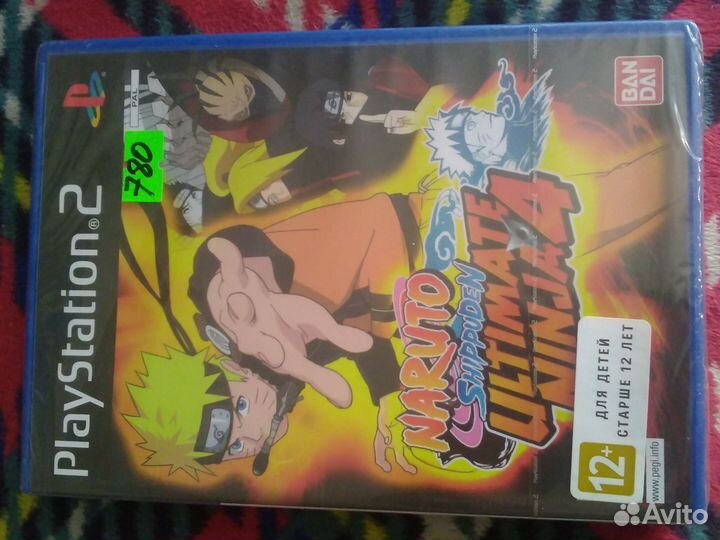 PlayStation®2
PAL
780
BAN
DAI
NARUTO
SHIPPUDEN
ULTIMATE
NINJA 4
12+
ДЛЯ ДЕТЕЙ
СТАРШЕ 12 ЛЕТ
www.pegi.info
Avito